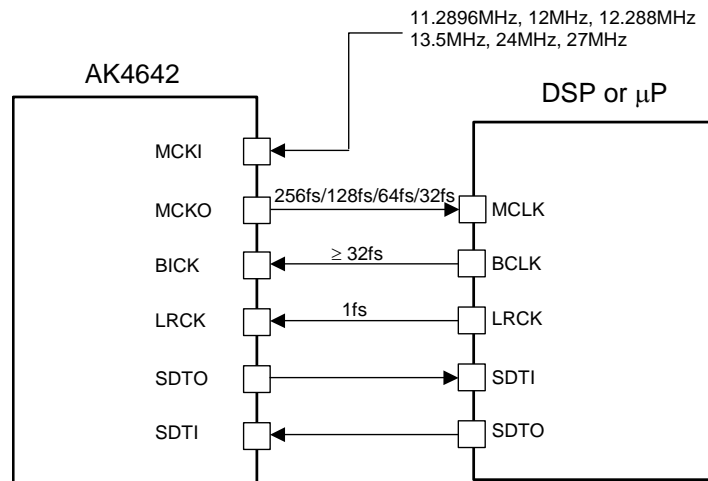 11.2896MHz, 12MHz, 12.288MHz
13.5MHz, 24MHz, 27MHz
AK4642
DSP or μP
MCKI
MCKO
256fs/128fs/64fs/32fs
MCLK
BICK
≥ 32fs
BCLK
LRCK
1fs
LRCK
SDTO
SDTI
SDTI
SDTO